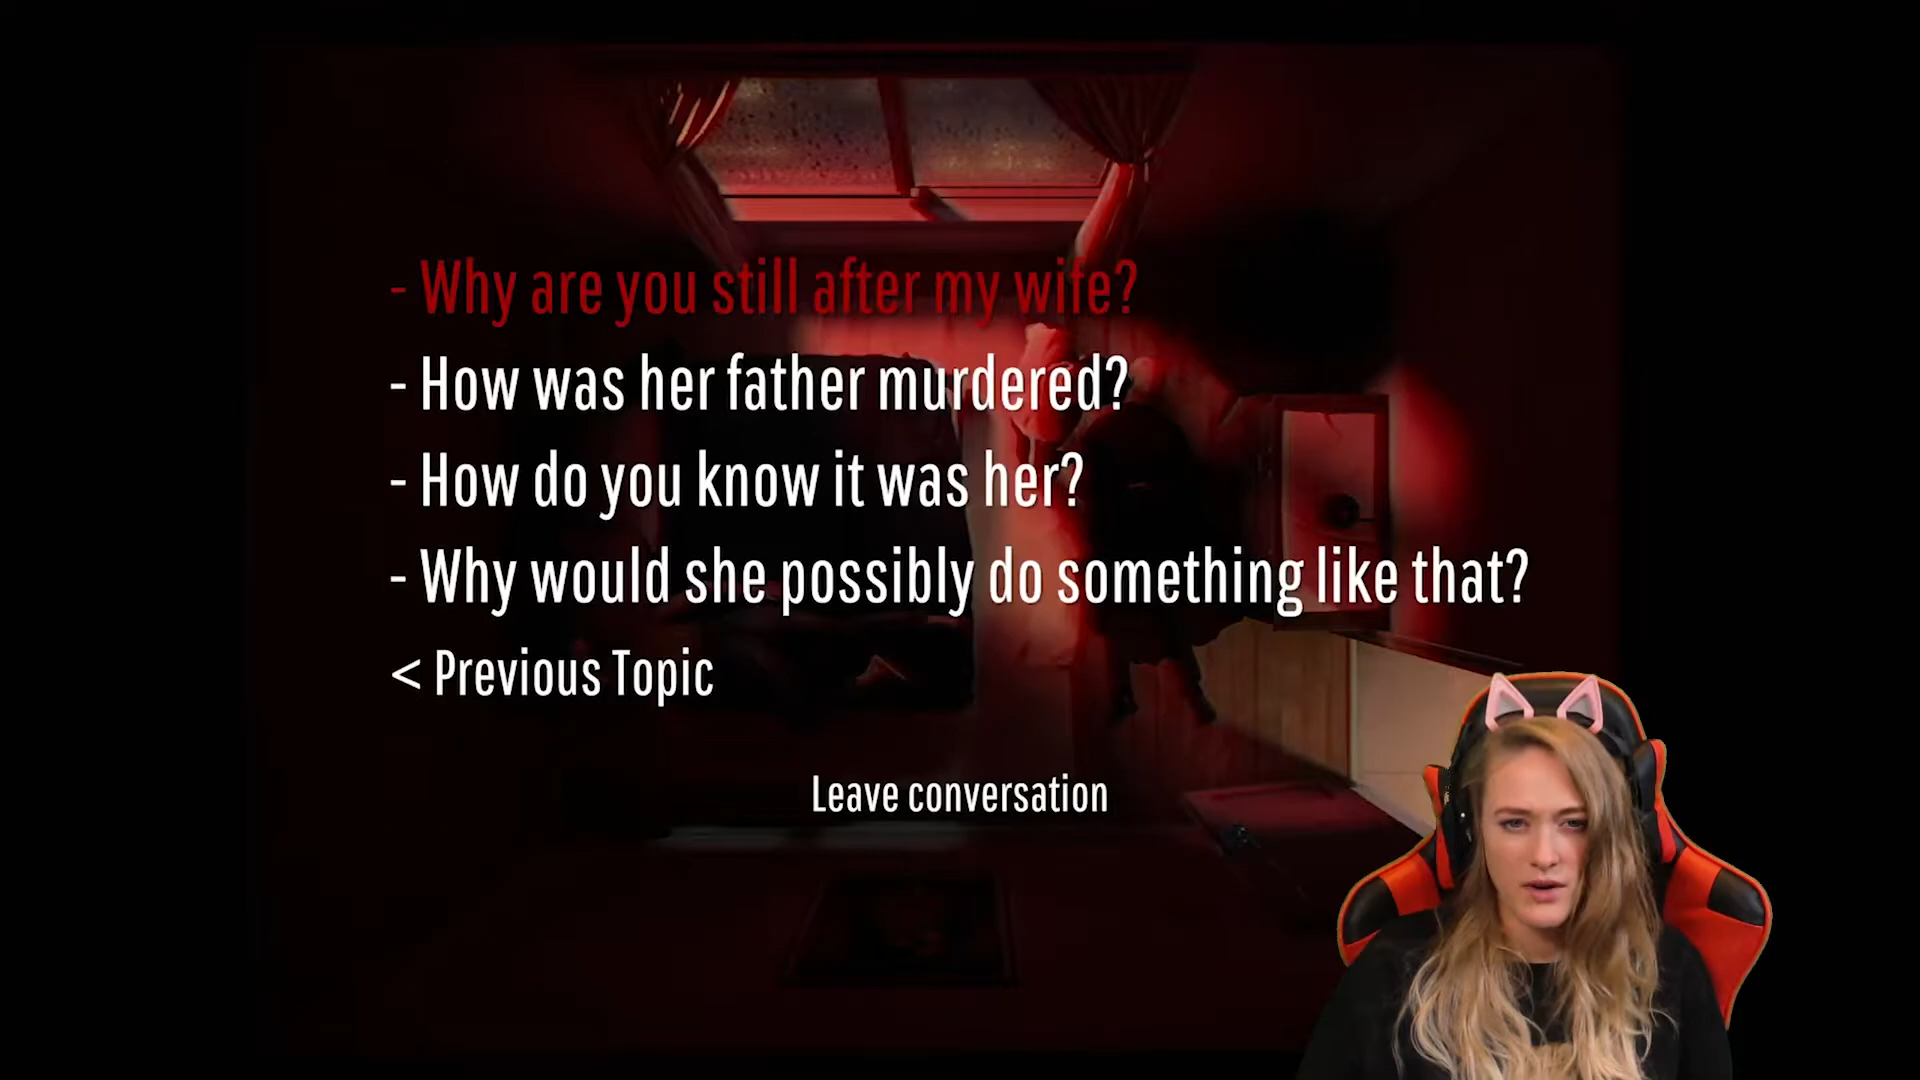 - Why are you still after my wife?
- How was her father murdered?
- How do you know it was her?
- Why would she possibly do something like that?
< Previous Topic
Leave conversation